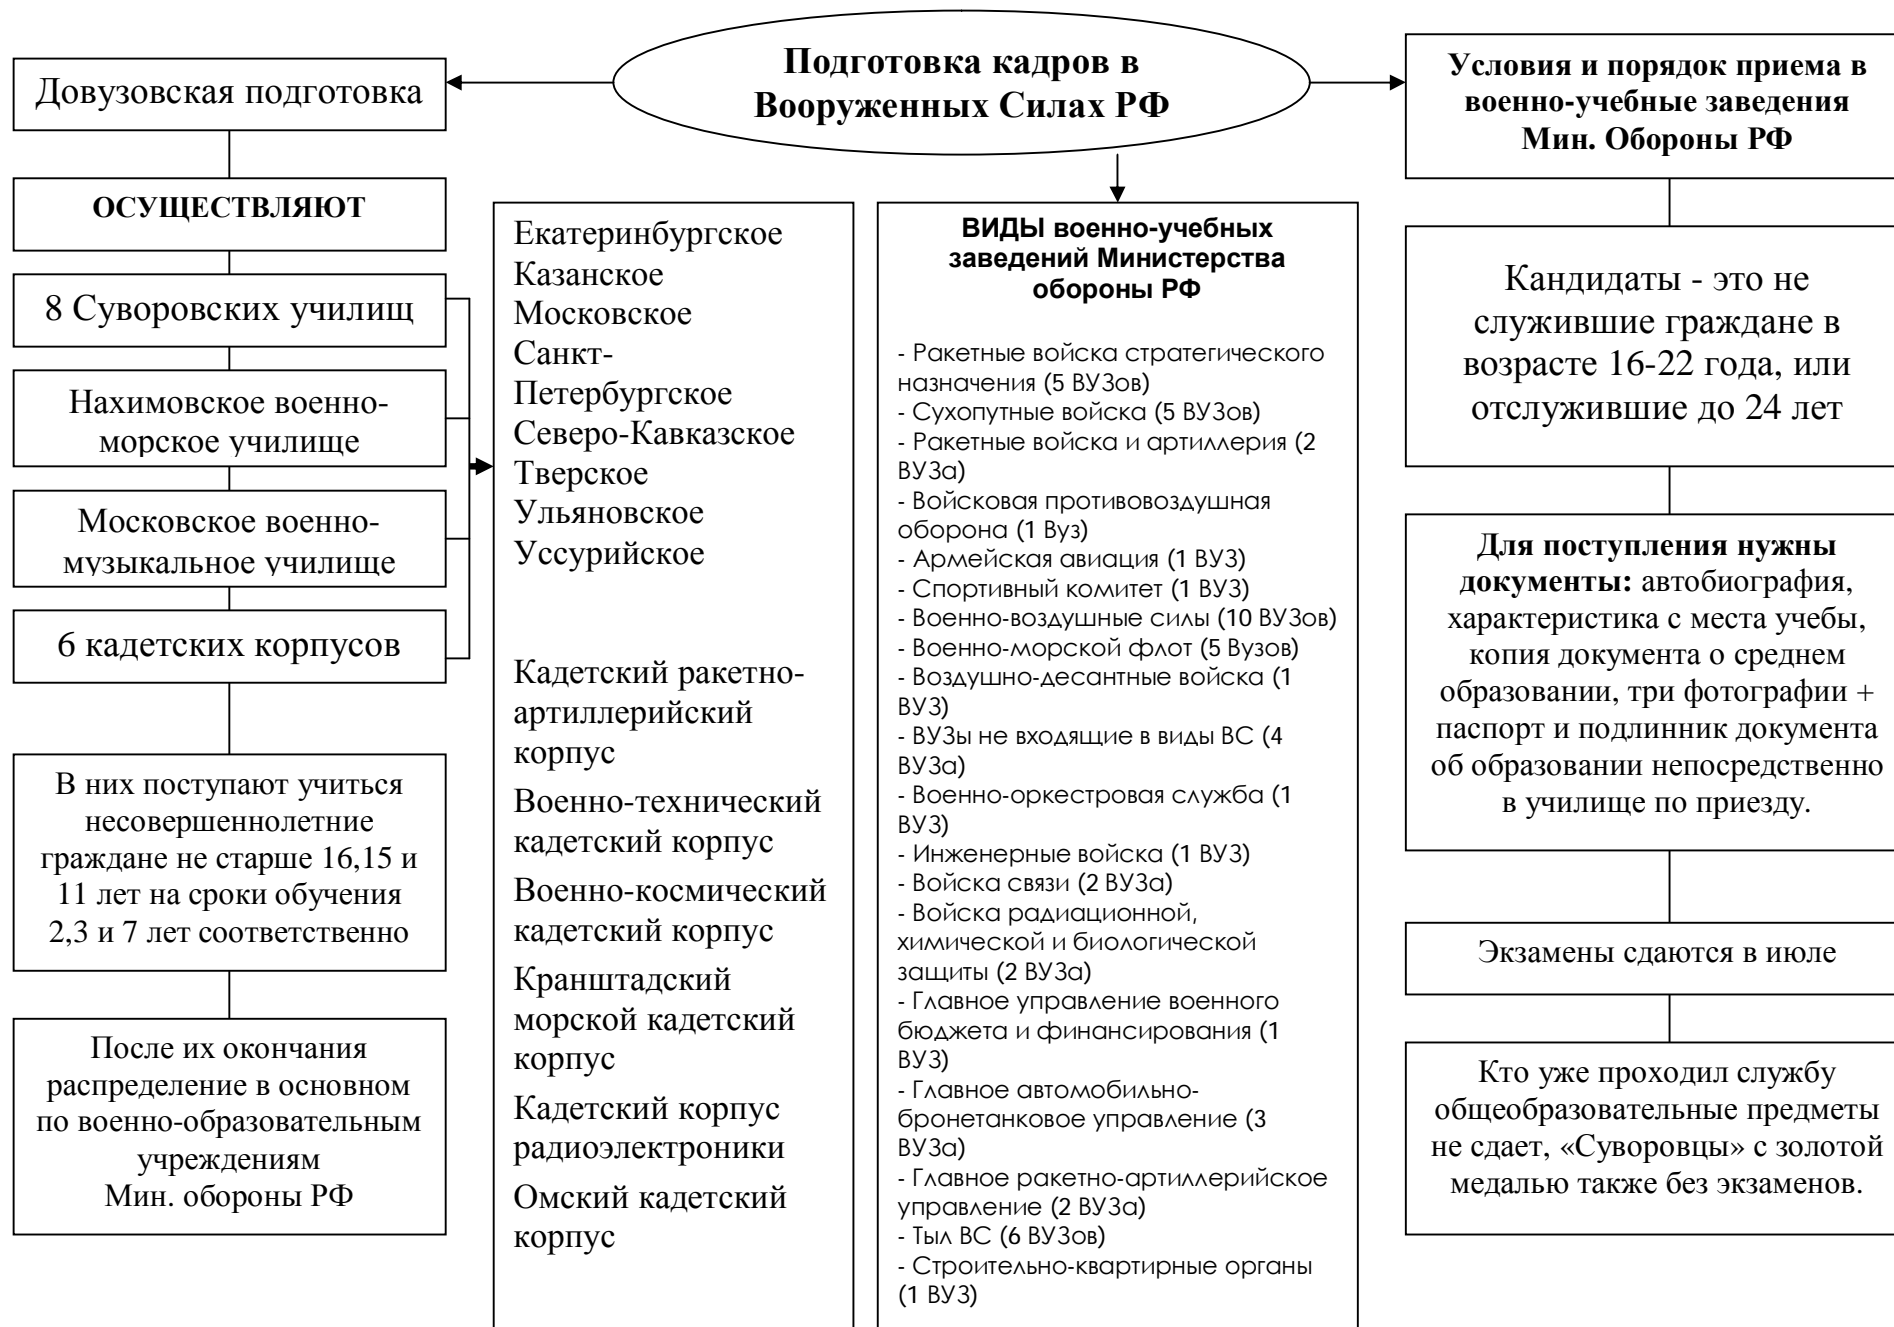 Подготовка кадров в
Вооруженных Силах РФ
Довузовская подготовка
ОСУЩЕСТВЛЯЮТ
8 Суворовских училищ
Нахимовское военно-
морское училище
Московское военно-
музыкальное училище
6 кадетских корпусов
В них поступают учиться
несовершеннолетние
граждане не старше 16,15 и
11 лет на сроки обучения
2,3 и 7 лет соответственно
После их окончания
распределение в основном
по военно-образовательным
учреждениям
Мин. обороны РФ
Екатеринбургское
Казанское
Московское
Санкт-
Петербургское
Северо-Кавказское
Тверское
Ульяновское
Уссурийское
Кадетский ракетно-
артиллерийский
корпус
Военно-технический
кадетский корпус
Военно-космический
кадетский корпус
Кранштадский
морской кадетский
корпус
Кадетский корпус
радиоэлектроники
Омский кадетский
корпус
ВИДЫ военно-учебных
заведений Министерства
обороны РФ
- Ракетные войска стратегического
назначения (5 ВУЗов)
- Сухопутные войска (5 ВУЗов)
- Ракетные войска и артиллерия (2
ВУЗа)
- Войсковая противовоздушная
оборона (1 Вуз)
- Армейская авиация (1 ВУЗ)
- Спортивный комитет (1 ВУЗ)
- Военно-воздушные силы (10 ВУЗов)
- Военно-морской флот (5 Вузов)
- Воздушно-десантные войска (1
ВУЗ)
- ВУЗы не входящие в виды ВС (4
ВУЗа)
- Военно-оркестровая служба (1
ВУЗ)
- Инженерные войска (1 ВУЗ)
- Войска связи (2 ВУЗа)
- Войска радиационной,
химической и биологической
защиты (2 ВУЗа)
- Главное управление военного
бюджета и финансирования (1
ВУЗ)
- Главное автомобильно-
бронетанковое управление (3
ВУЗа)
- Главное ракетно-артиллерийское
управление (2 ВУЗа)
- Тыл ВС (6 ВУЗов)
- Строительно-квартирные органы
(1 ВУЗ)
Условия и порядок приема в
военно-учебные заведения
Мин. Обороны РФ
Кандидаты - это не
служившие граждане в
возрасте 16-22 года, или
отслужившие до 24 лет
Для поступления нужны
документы: автобиография,
характеристика с места учебы,
копия документа о среднем
образовании, три фотографии +
паспорт и подлинник документа
об образовании непосредственно
в училище по приезду.
Экзамены сдаются в июле
Кто уже проходил службу
общеобразовательные предметы
не сдает, «Суворовцы» с золотой
медалью также без экзаменов.